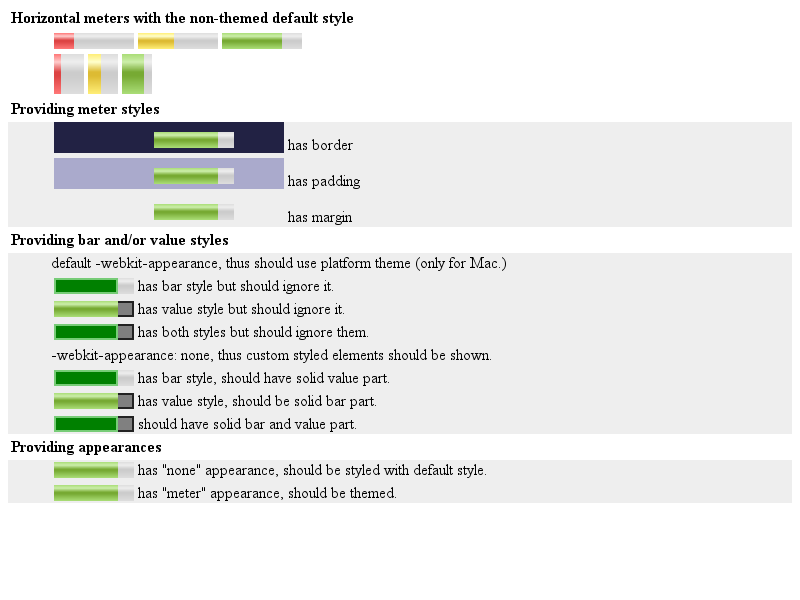 Horizontal meters with the non-themed default style
Providing meter styles
has border
has padding
has margin
Providing bar and/or value styles
default -webkit-appearance, thus should use platform theme (only for Mac.)
has bar style but should ignore it.
has value style but should ignore it.
has both styles but should ignore them.
-webkit-appearance: none, thus custom styled elements should be shown.
has bar style, should have solid value part.
has value style, should be solid bar part.
should have solid bar and value part.
Providing appearances
has "none" appearance, should be styled with default style.
has "meter" appearance, should be themed.